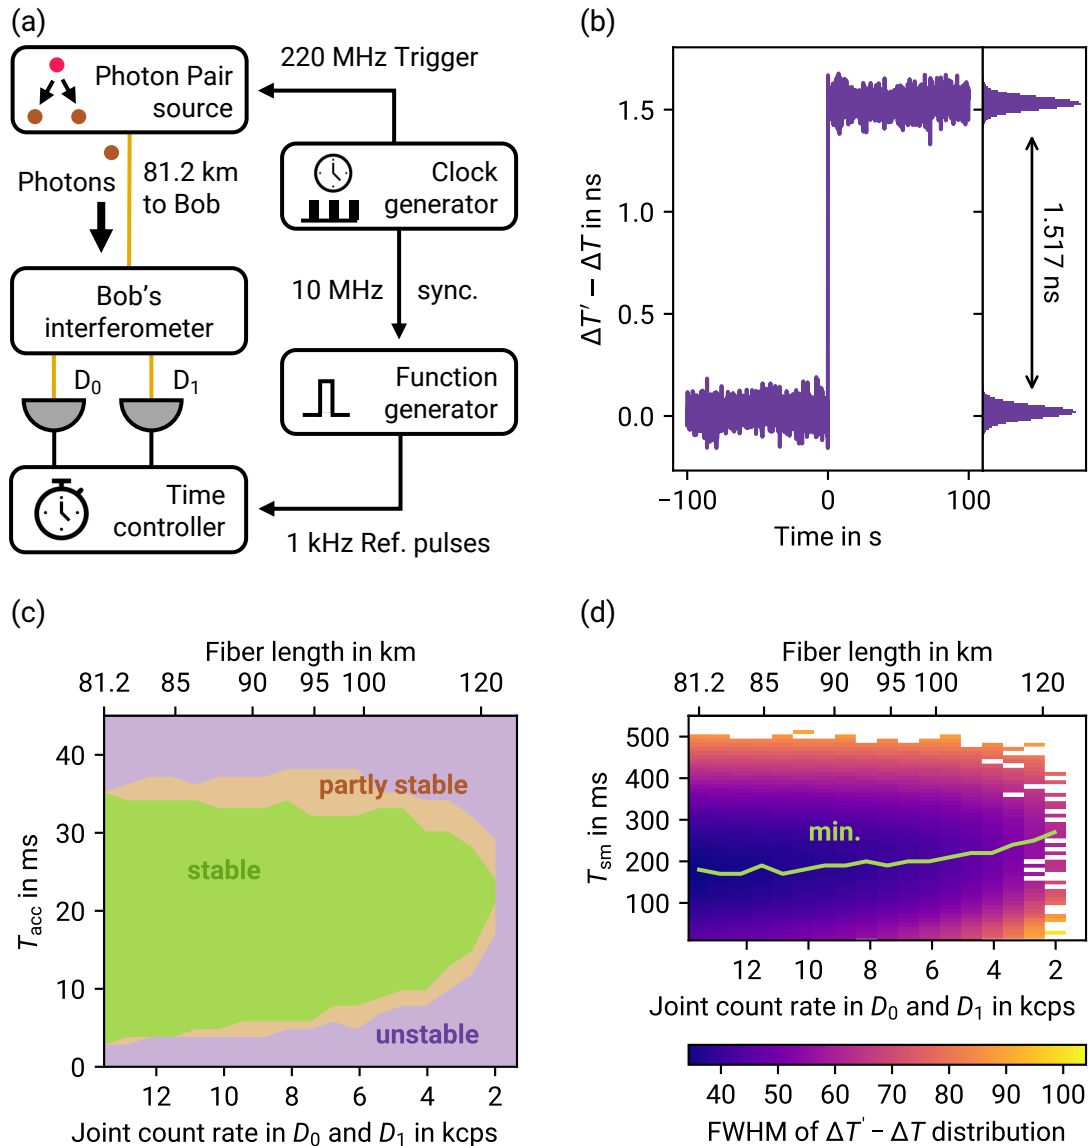 (a)
220 MHz Trigger
Photon Pair
source
Photons
81.2 km
to Bob
Clock
generator
10 MHz sync.
Bob's
interferometer
D0 D1
Function
generator
Time
controller
1 kHz Ref. pulses
(b)
ΔT′ − ΔT in ns
1.5
1.0
0.5
0.0
1.517 ns
−100 0 100
Time in s
(c)
Fiber length in km
81.2 85 90 95 100 120
Tacc in ms
40
30
20
10
0
partly stable
stable
unstable
12 10 8 6 4 2
Joint count rate in D0 and D1 in kcps
(d)
Fiber length in km
81.2 85 90 95 100 120
Tsm in ms
500
400
300
200
100
min.
12 10 8 6 4 2
Joint count rate in D0 and D1 in kcps
40 50 60 70 80 90 100
FWHM of ΔT′ − ΔT distribution